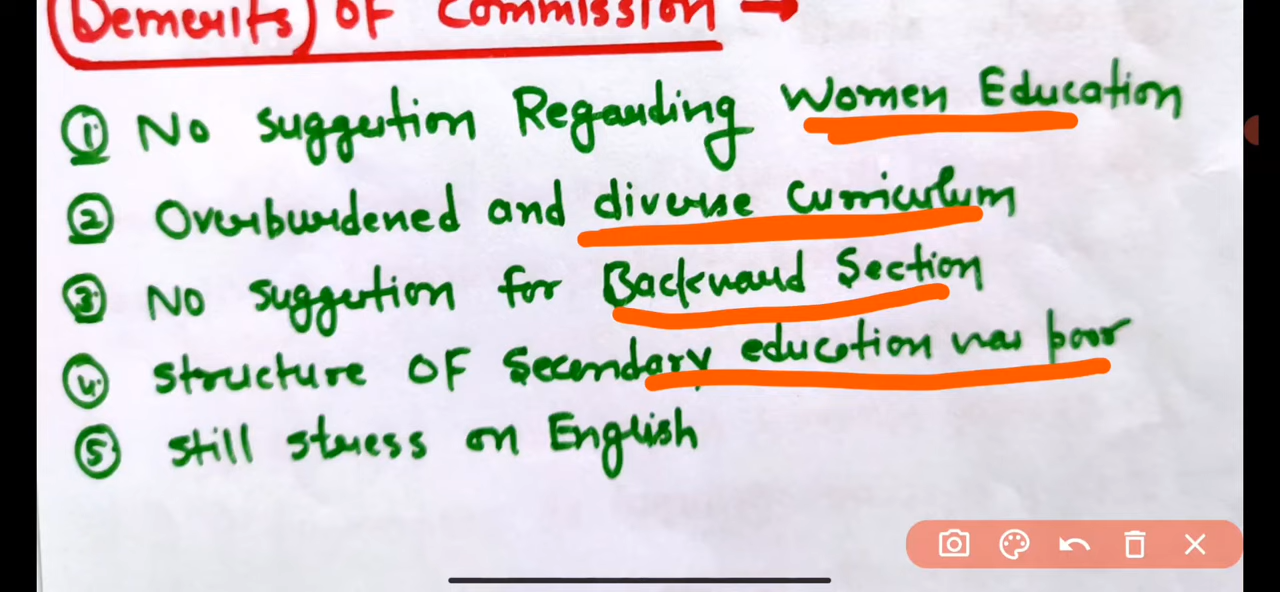 Demerits of Commission →
① No suggestion Regarding Women Education
② Overburdened and diverse Curriculum
③ No suggestion for Backward Section
④ structure of Secondary education was poor
⑤ still stress on English